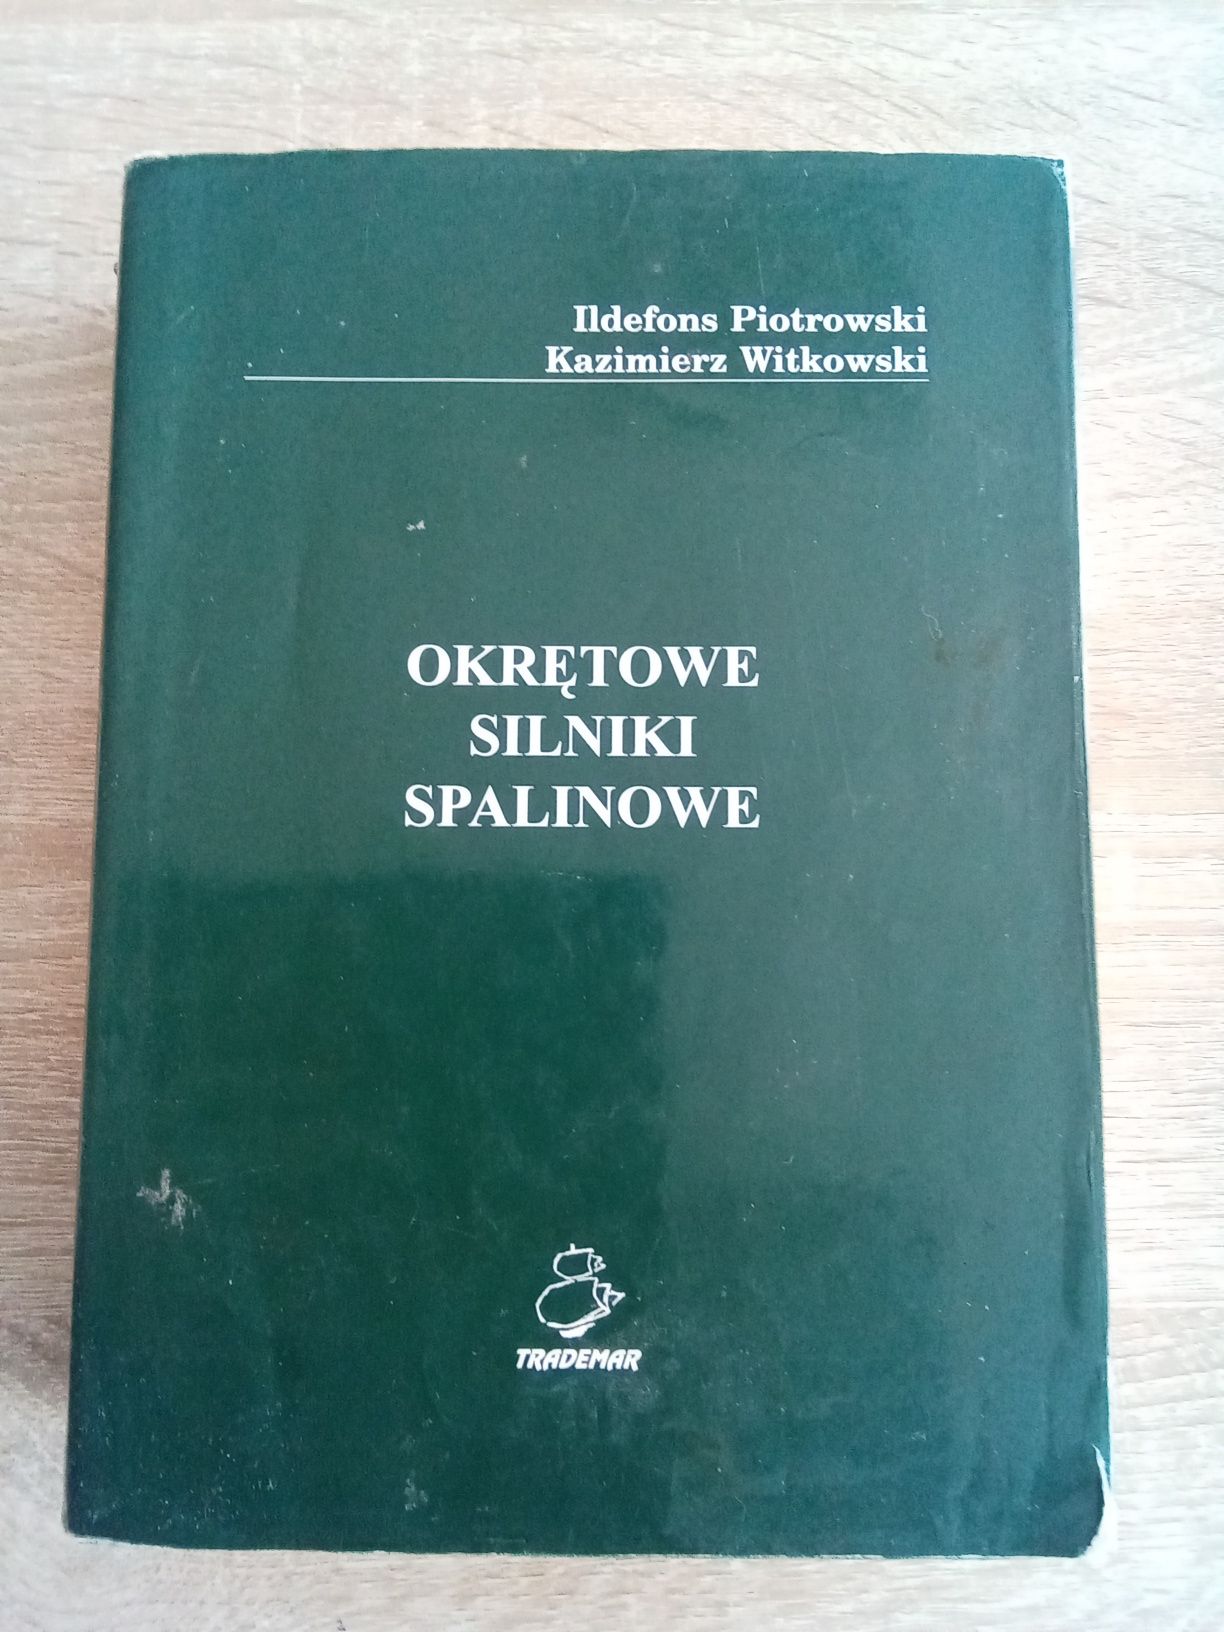 Ildefons Piotrowski
Kazimierz Witkowski
OKRĘTOWE
SILNIKI
SPALINOWE
TRADEMAR